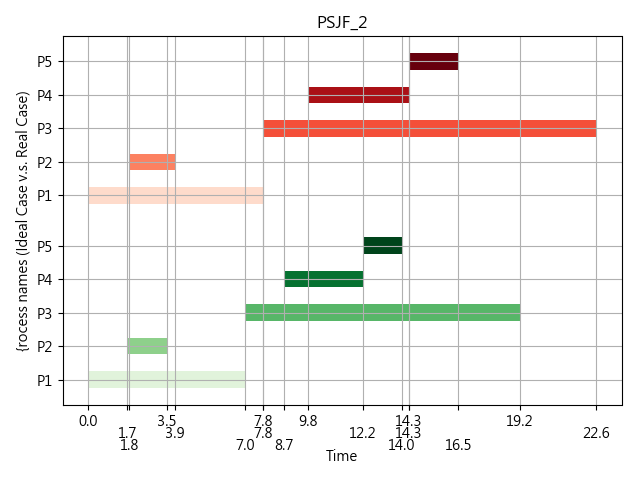 PSJF_2
{rocess names (Ideal Case v.s. Real Case)
P5
P4
P3
P2
P1
P5
P4
P3
P2
P1
0.0 3.5 7.8 9.8 14.3 19.2
1.7 3.9 7.8 12.2 14.3 22.6
1.8 7.0 8.7 14.0 16.5
Time